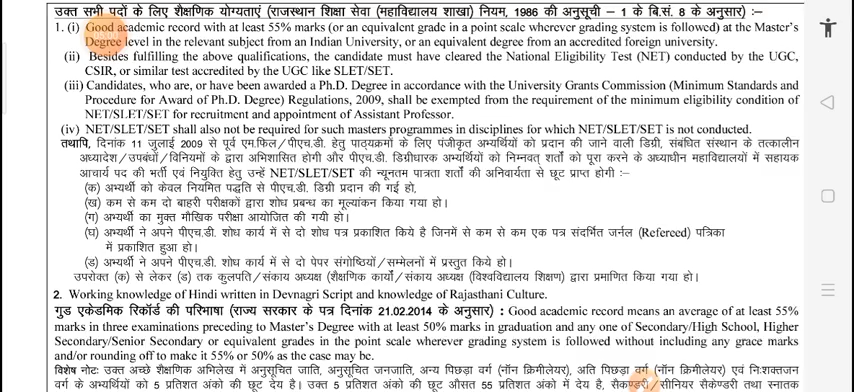 उक्त सभी पदों के लिए शैक्षणिक योग्यताएं (राजस्थान शिक्षा सेवा (महाविद्यालय शाखा) नियम, 1986 की अनुसूची – 1 के बि.सं. 8 के अनुसार) :–
1. (i) Good academic record with at least 55% marks (or an equivalent grade in a point scale wherever grading system is followed) at the Master's
Degree level in the relevant subject from an Indian University, or an equivalent degree from an accredited foreign university.
(ii) Besides fulfilling the above qualifications, the candidate must have cleared the National Eligibility Test (NET) conducted by the UGC,
CSIR, or similar test accredited by the UGC like SLET/SET.
(iii) Candidates, who are, or have been awarded a Ph.D. Degree in accordance with the University Grants Commission (Minimum Standards and
Procedure for Award of Ph.D. Degree) Regulations, 2009, shall be exempted from the requirement of the minimum eligibility condition of
NET/SLET/SET for recruitment and appointment of Assistant Professor.
(iv) NET/SLET/SET shall also not be required for such masters programmes in disciplines for which NET/SLET/SET is not conducted.
तथापि, दिनांक 11 जुलाई 2009 से पूर्व एम.फिल/पीएच.डी. हेतु पाठ्यक्रमों के लिए पंजीकृत अभ्यर्थियों को प्रदान की जाने वाली डिग्री, संबंधित संस्थान के तत्कालीन
अध्यादेश/उपबंधों/विनियमों के द्वारा अभिशासित होगी और पीएच.डी. डिग्रीधारक अभ्यर्थियों को निम्नवत् शर्तों को पूरा करने के अध्याधीन महाविद्यालयों में सहायक
आचार्य पद की भर्ती एवं नियुक्ति हेतु उन्हें NET/SLET/SET की न्यूनतम पात्रता शर्तों की अनिवार्यता से छूट प्राप्त होगी :–
(क) अभ्यर्थी को केवल नियमित पद्धति से पीएच.डी. डिग्री प्रदान की गई हो,
(ख) कम से कम दो बाहरी परीक्षकों द्वारा शोध प्रबन्ध का मूल्यांकन किया गया हो।
(ग) अभ्यर्थी का मुक्त मौखिक परीक्षा आयोजित की गयी हो।
(घ) अभ्यर्थी ने अपने पीएच.डी. शोध कार्य में से दो शोध पत्र प्रकाशित किये है जिनमें से कम से कम एक पत्र संदर्भित जर्नल (Refereed) पत्रिका
में प्रकाशित हुआ हो।
(ड) अभ्यर्थी ने अपने पीएच.डी. शोध कार्य में से दो पेपर संगोष्ठियों/सम्मेलनों में प्रस्तुत किये हो।
उपरोक्त (क) से लेकर (ड) तक कुलपति/संकाय अध्यक्ष (शैक्षणिक कार्यों/संकाय अध्यक्ष (विश्वविद्यालय शिक्षण) द्वारा प्रमाणित किया गया हो।
2. Working knowledge of Hindi written in Devnagri Script and knowledge of Rajasthani Culture.
गुड एकेडमिक रिकॉर्ड की परिभाषा (राज्य सरकार के पत्र दिनांक 21.02.2014 के अनुसार) : Good academic record means an average of at least 55%
marks in three examinations preceding to Master's Degree with at least 50% marks in graduation and any one of Secondary/High School, Higher
Secondary/Senior Secondary or equivalent grades in the point scale wherever grading system is followed without including any grace marks
and/or rounding off to make it 55% or 50% as the case may be.
विशेष नोटः उक्त अच्छे शैक्षणिक अभिलेख में अनुसूचित जाति, अनुसूचित जनजाति, अन्य पिछड़ा वर्ग (नॉन क्रिमीलेयर), अति पिछड़ा वर्ग (नॉन क्रिमीलेयर) एवं निःशक्तजन
वर्ग के अभ्यर्थियों को 5 प्रतिशत अंकों की छूट देय है। उक्त 5 प्रतिशत अंकों की छूट औसत 55 प्रतिशत अंकों में देय है, सैकण्डरी/सीनियर सैकेण्डरी तथा स्नातक